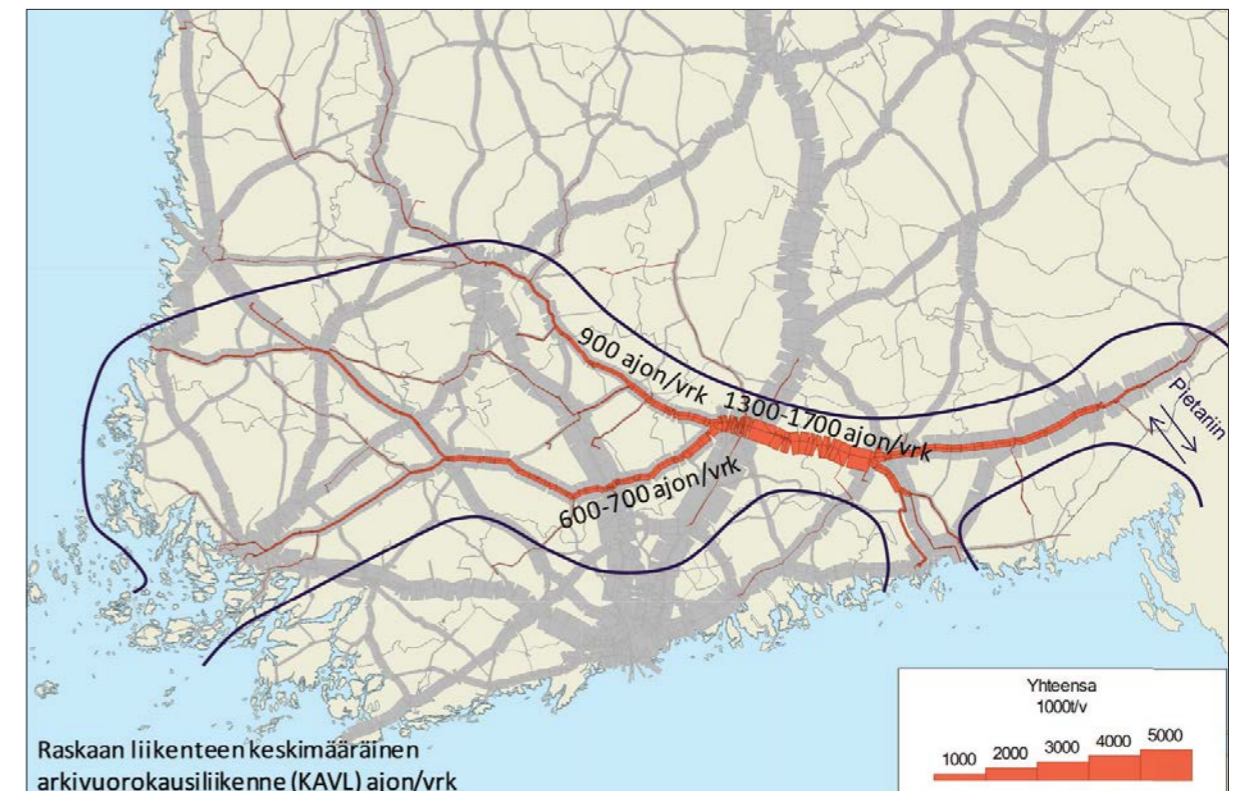 900 ajon/vrk
1300-1700 ajon/vrk
600-700 ajon/vrk
Pietariin
Yhteensa
1000t/v
1000 2000 3000 4000 5000
Raskaan liikenteen keskimääräinen
arkivuorokausiliikenne (KAVL) ajon/vrk